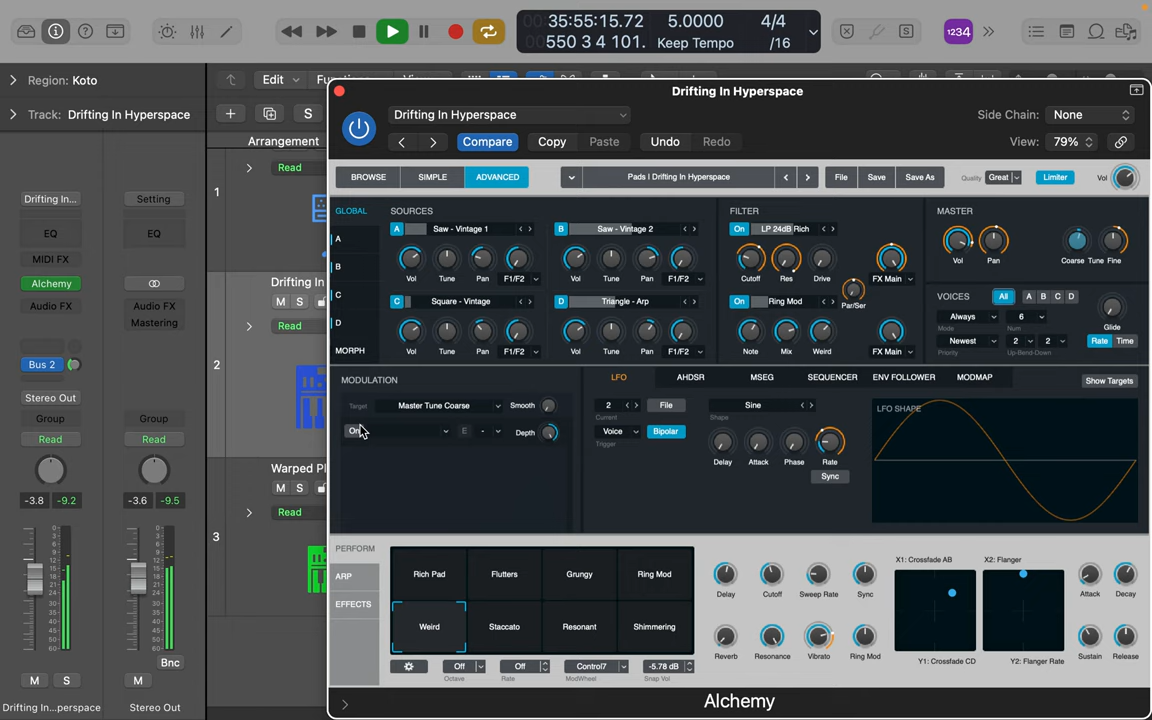 35:55:15.72 5.0000 4/4
550 3 4 101. Keep Tempo /16
1234
Region: Koto
Track: Drifting In Hyperspace
Drifting In... Setting
EQ EQ
MIDI FX
Alchemy
Audio FX Audio FX
Mastering
Bus 2
Stereo Out
Group Group
Read Read
-3.8 -9.2 -3.6 -9.5
Bnc
M S M
Drifting In...perspace Stereo Out
Edit
S
Arrangement
1 Read
Drifting In
M S
Read
2
Warped Pl
M S
Read
3
Drifting In Hyperspace
Drifting In Hyperspace Side Chain: None
Compare Copy Paste Undo Redo View: 79%
BROWSE SIMPLE ADVANCED Pads | Drifting In Hyperspace File Save Save As Quality Great Limiter Vol
GLOBAL SOURCES FILTER MASTER
A Saw - Vintage 1 B Saw - Vintage 2 On LP 24dB Rich
A
B
C
D
MORPH
Vol Tune Pan F1/F2 Vol Tune Pan F1/F2 Cutoff Res Drive FX Main Vol Pan Coarse Tune Fine
C Square - Vintage D Triangle - Arp On Ring Mod Par/Ser
Vol Tune Pan F1/F2 Vol Tune Pan F1/F2 Note Mix Weird FX Main
VOICES All A B C D
Always 6
Mode Num Glide
Newest 2 2 Rate Time
Priority Up-Bend-Down
MODULATION LFO AHDSR MSEG SEQUENCER ENV FOLLOWER MODMAP Show Targets
Target Master Tune Coarse Smooth
On E - Depth
2 File Sine
Current Shape
Voice Bipolar
Trigger
Delay Attack Phase Rate
Sync
LFO SHAPE
PERFORM
ARP
EFFECTS
Rich Pad Flutters Grungy Ring Mod
Weird Staccato Resonant Shimmering
Off Off Control7 -5.78 dB
Octave Rate ModWheel Snap Vol
Delay Cutoff Sweep Rate Sync
Reverb Resonance Vibrato Ring Mod
X1: Crossfade AB X2: Flanger
Y1: Crossfade CD Y2: Flanger Rate
Attack Decay
Sustain Release
Alchemy